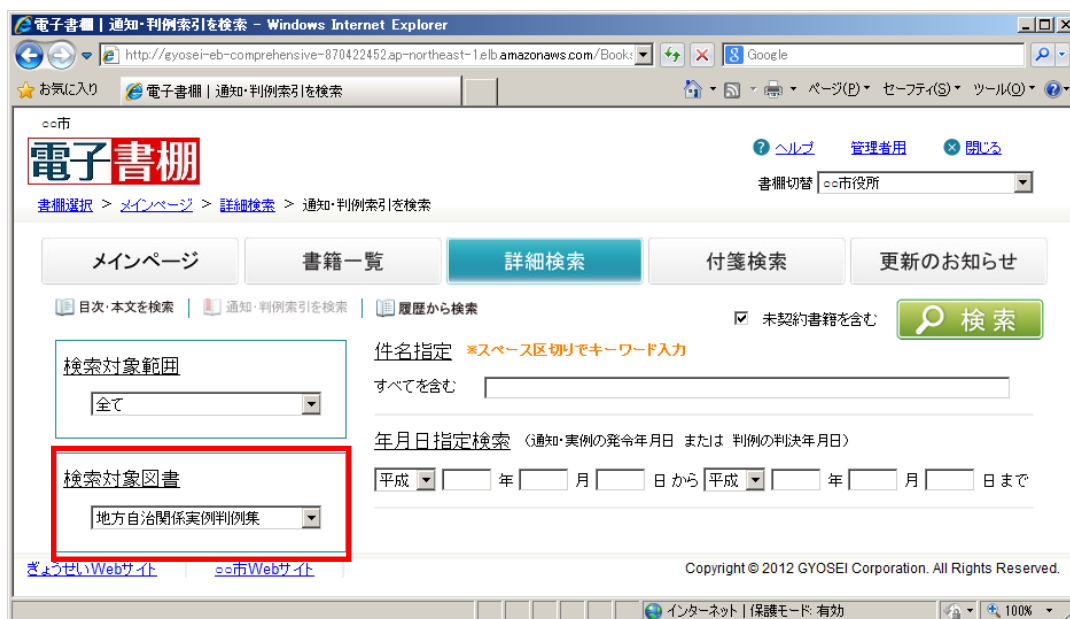 電子書棚 | 通知・判例索引を検索 - Windows Internet Explorer
http://gyosei-eb-comprehensive-870422452.ap-northeast-1.elb.amazonaws.com/Books
Google
お気に入り 電子書棚 | 通知・判例索引を検索 ページ(P) セーフティ(S) ツール(O)
○○市
電子書棚
ヘルプ 管理者用 閉じる
書棚切替 ○○市役所
書棚選択 > メインページ > 詳細検索 > 通知・判例索引を検索
メインページ 書籍一覧 詳細検索 付箋検索 更新のお知らせ
目次・本文を検索 | 通知・判例索引を検索 | 履歴から検索
未契約書籍を含む 検索
検索対象範囲
全て
件名指定 ※スペース区切りでキーワード入力
すべてを含む
年月日指定検索 (通知・実例の発令年月日 または 判例の判決年月日)
平成 年 月 日 から 平成 年 月 日 まで
検索対象図書
地方自治関係実例判例集
ぎょうせいWebサイト ○○市Webサイト
Copyright © 2012 GYOSEI Corporation. All Rights Reserved.
インターネット | 保護モード: 有効 100%